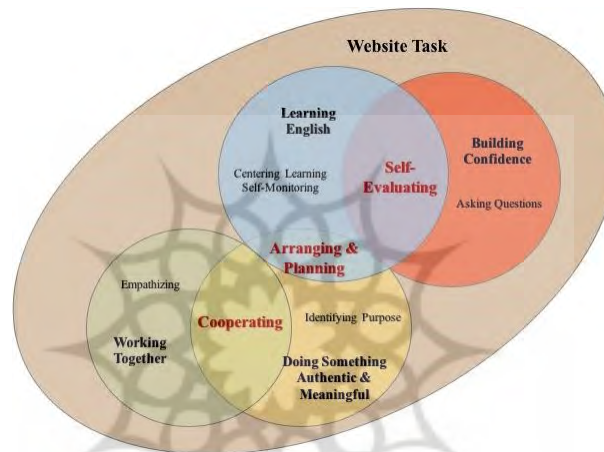 Website Task
Learning
English
Building
Confidence
Centering Learning
Self-Monitoring
Self-
Evaluating
Asking Questions
Arranging &
Planning
Empathizing
Cooperating
Identifying Purpose
Working
Together
Doing Something
Authentic &
Meaningful